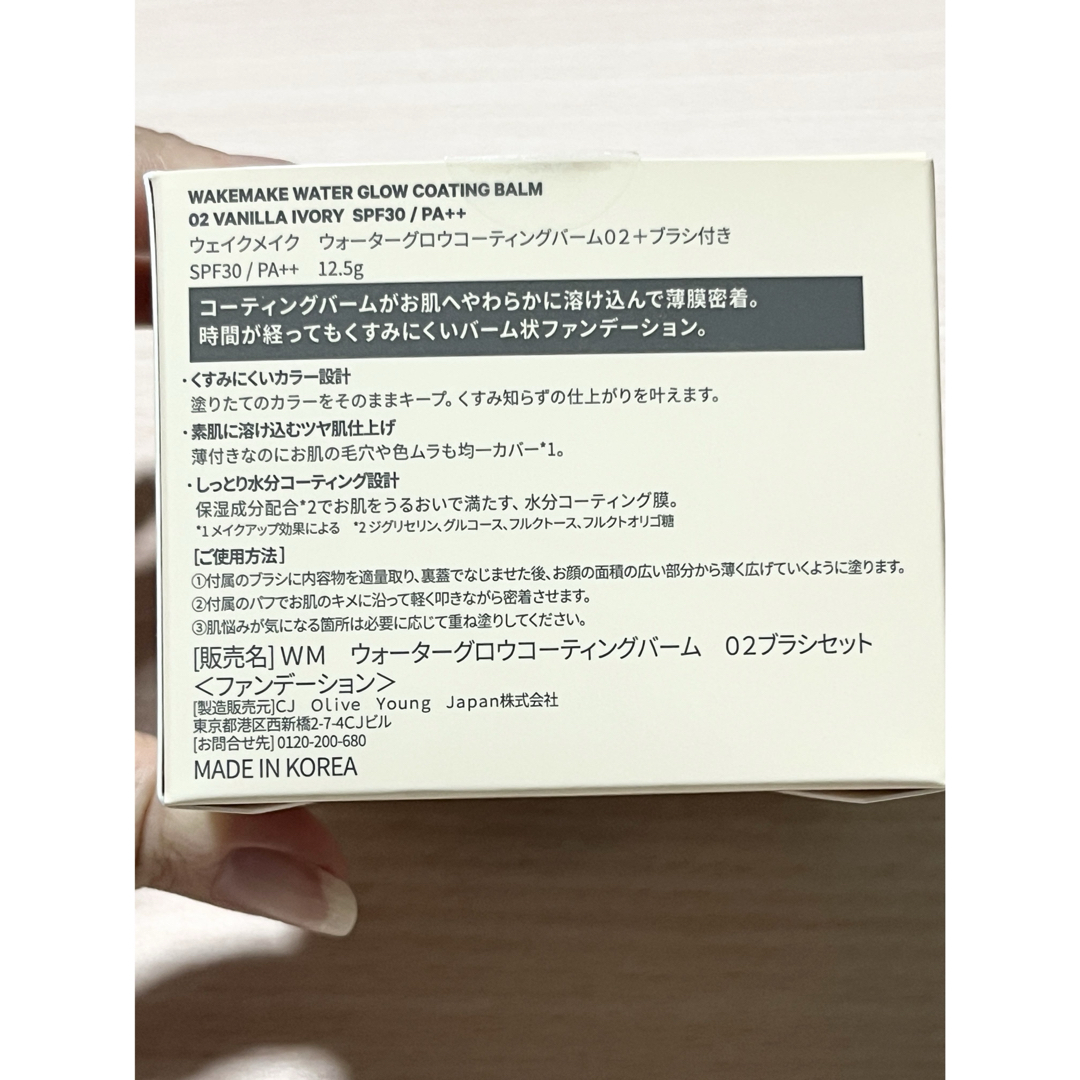 WAKEMAKE WATER GLOW COATING BALM
02 VANILLA IVORY SPF30 / PA++
ウェイクメイク　ウォーターグロウコーティングバーム02＋ブラシ付き
SPF30 / PA++　12.5g
コーティングバームがお肌へやわらかに溶け込んで薄膜密着。
時間が経ってもくすみにくいバーム状ファンデーション。
・くすみにくいカラー設計
塗りたてのカラーをそのままキープ。くすみ知らずの仕上がりを叶えます。
・素肌に溶け込むツヤ肌仕上げ
薄付きなのにお肌の毛穴や色ムラも均一カバー*1。
・しっとり水分コーティング設計
保湿成分配合*2でお肌をうるおいで満たす、水分コーティング膜。
*1 メイクアップ効果による　*2 ジグリセリン、グルコース、フルクトース、フルクトオリゴ糖
[ご使用方法]
①付属のブラシに内容物を適量取り、裏蓋でなじませた後、お顔の面積の広い部分から薄く広げていくように塗ります。
②付属のパフでお肌のキメに沿って軽く叩きながら密着させます。
③肌悩みが気になる箇所は必要に応じて重ね塗りしてください。
[販売名] WM　ウォーターグロウコーティングバーム　02ブラシセット
＜ファンデーション＞
[製造販売元]CJ Olive Young Japan株式会社
東京都港区西新橋2-7-4CJビル
[お問合せ先] 0120-200-680
MADE IN KOREA